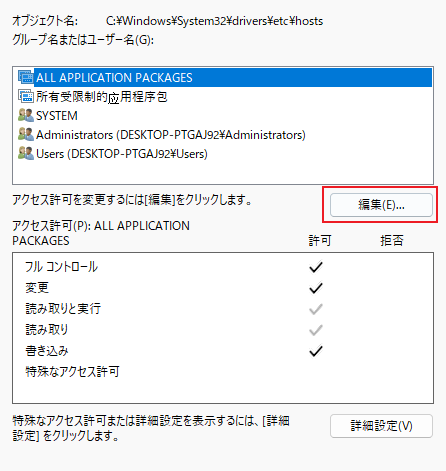 オブジェクト名: C:¥Windows¥System32¥drivers¥etc¥hosts
グループ名またはユーザー名(G):
ALL APPLICATION PACKAGES
所有受限制的应用程序包
SYSTEM
Administrators (DESKTOP-PTGAJ92¥Administrators)
Users (DESKTOP-PTGAJ92¥Users)
アクセス許可を変更するには[編集]をクリックします。
編集(E)...
アクセス許可(P): ALL APPLICATION
PACKAGES 許可 拒否
フル コントロール
変更
読み取りと実行
読み取り
書き込み
特殊なアクセス許可
特殊なアクセス許可または詳細設定を表示するには、[詳細
設定] をクリックします。
詳細設定(V)